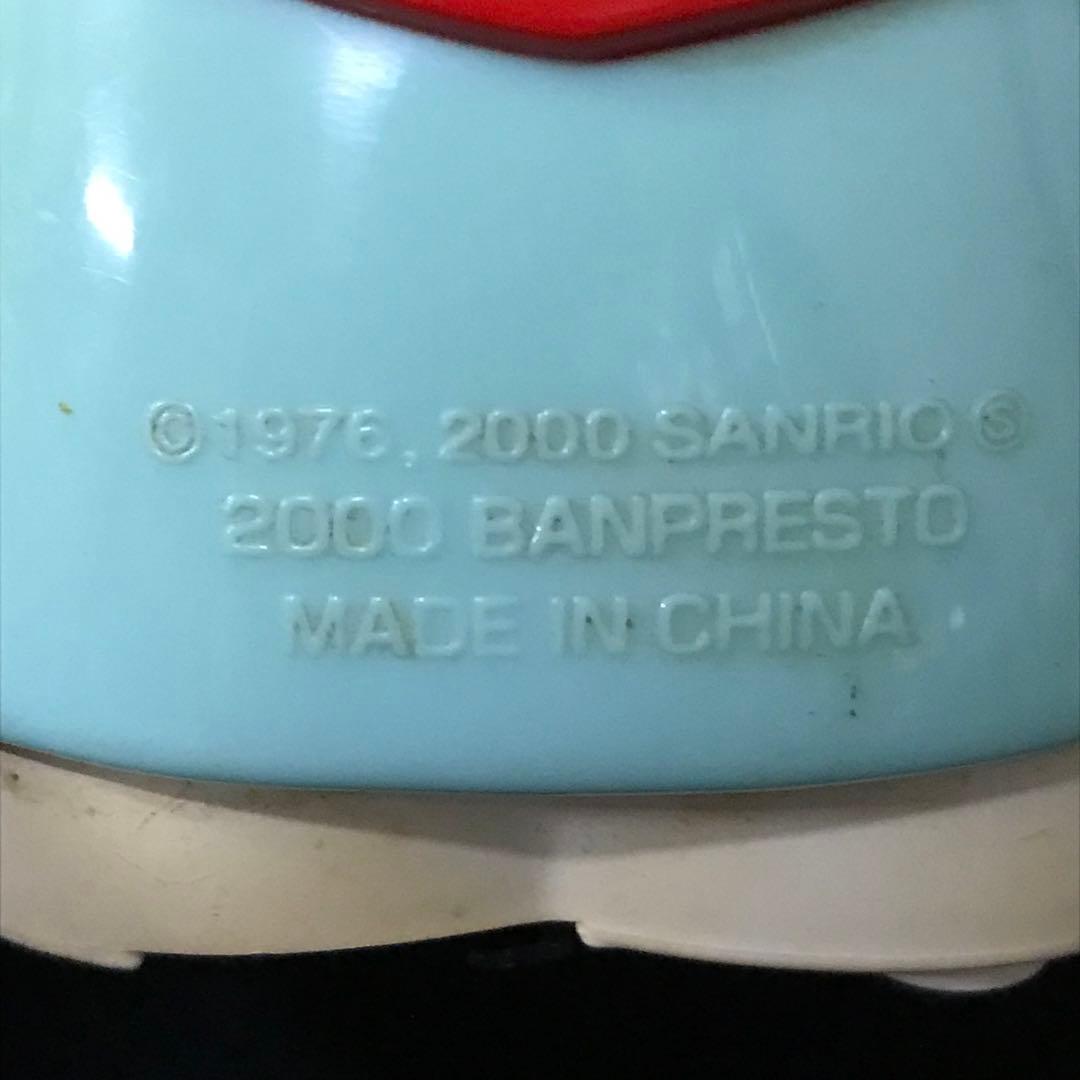 ©1976, 2000 SANRIO Ⓢ
2000 BANPRESTO
MADE IN CHINA